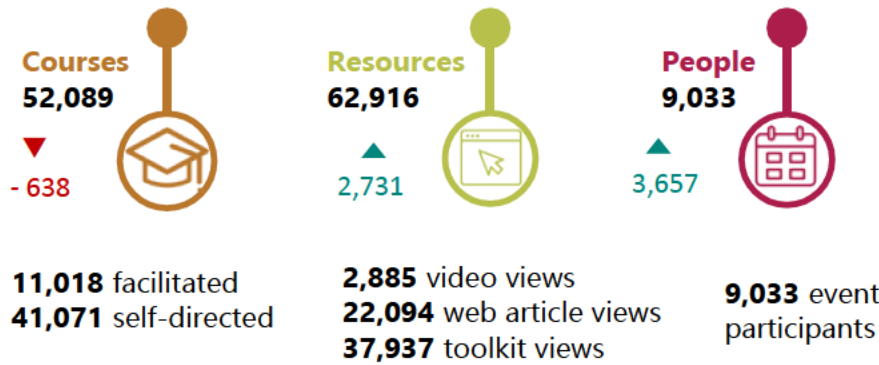 Courses
52,089
- 638
Resources
62,916
2,731
People
9,033
3,657
11,018 facilitated
41,071 self-directed
2,885 video views
22,094 web article views
37,937 toolkit views
9,033 event
participants